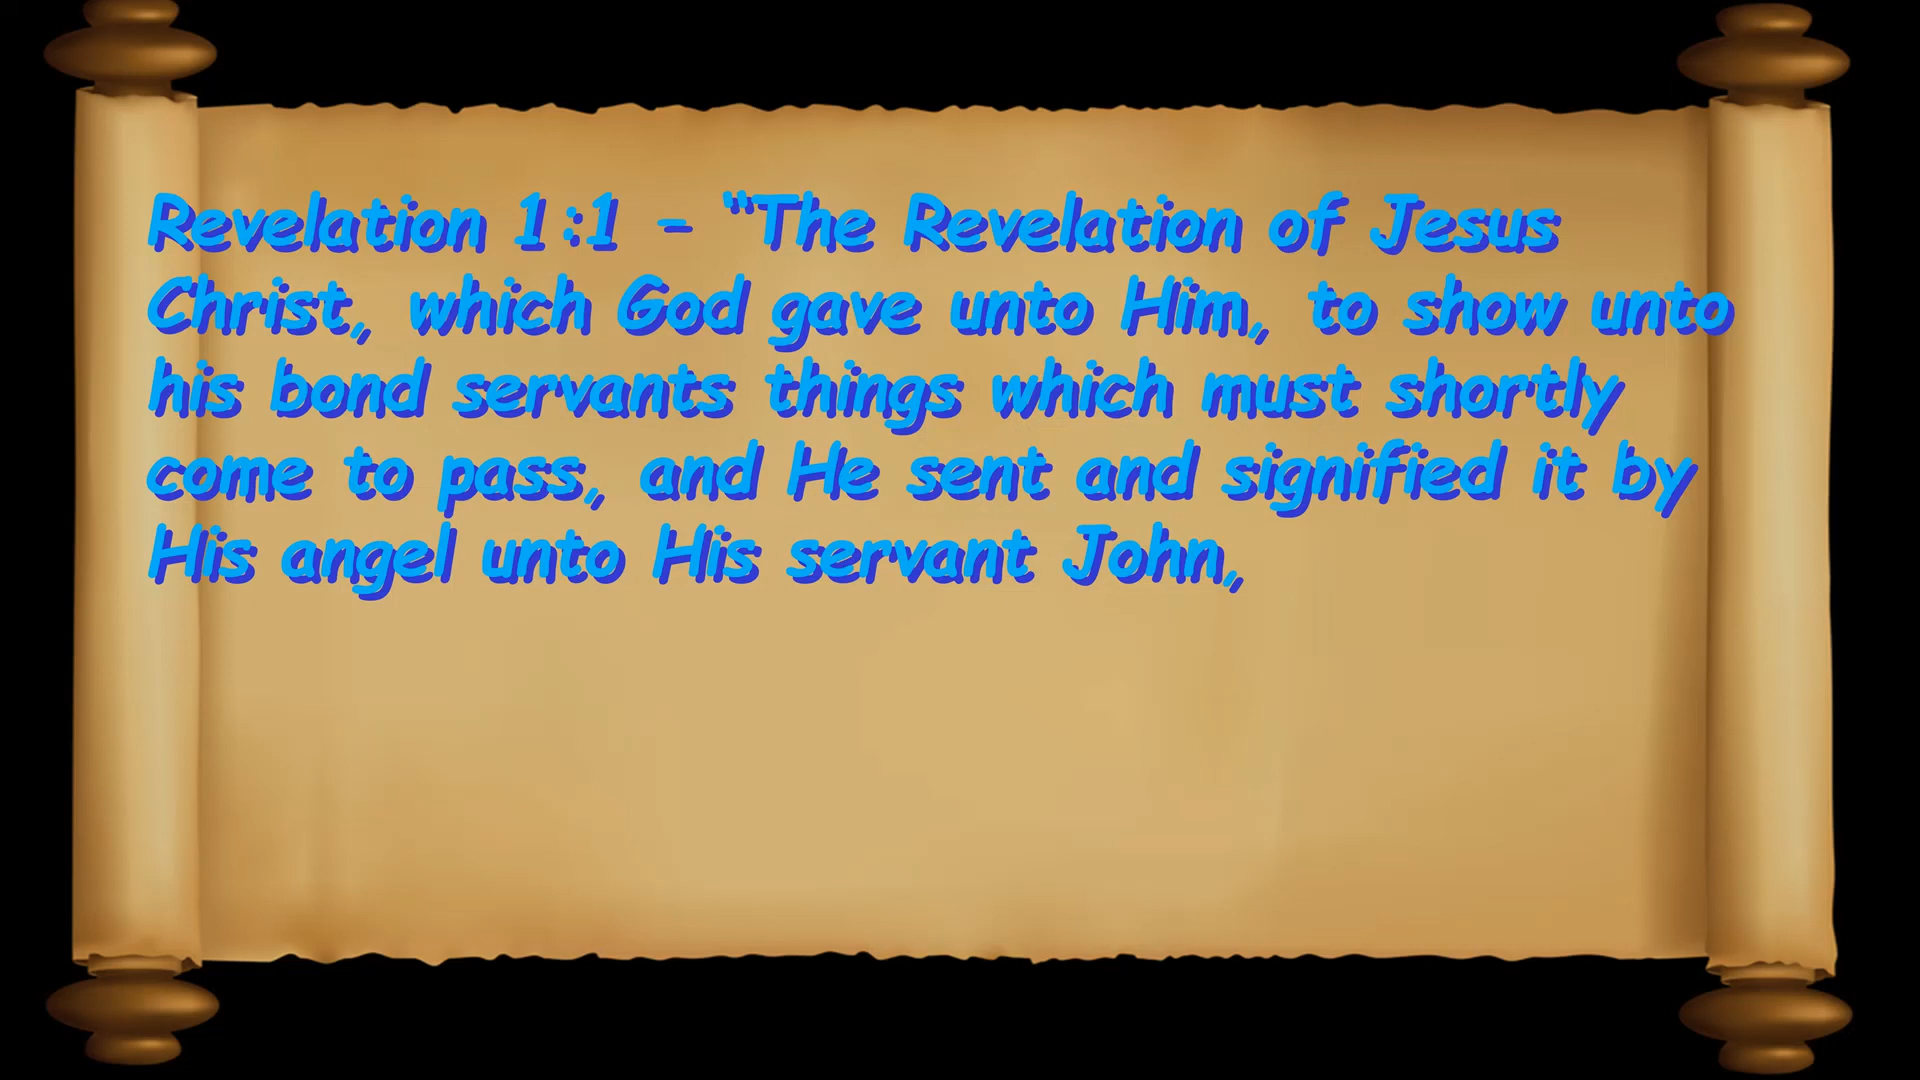 Revelation 1:1 - "The Revelation of Jesus
Christ, which God gave unto Him, to show unto
his bond servants things which must shortly
come to pass, and He sent and signified it by
His angel unto His servant John,